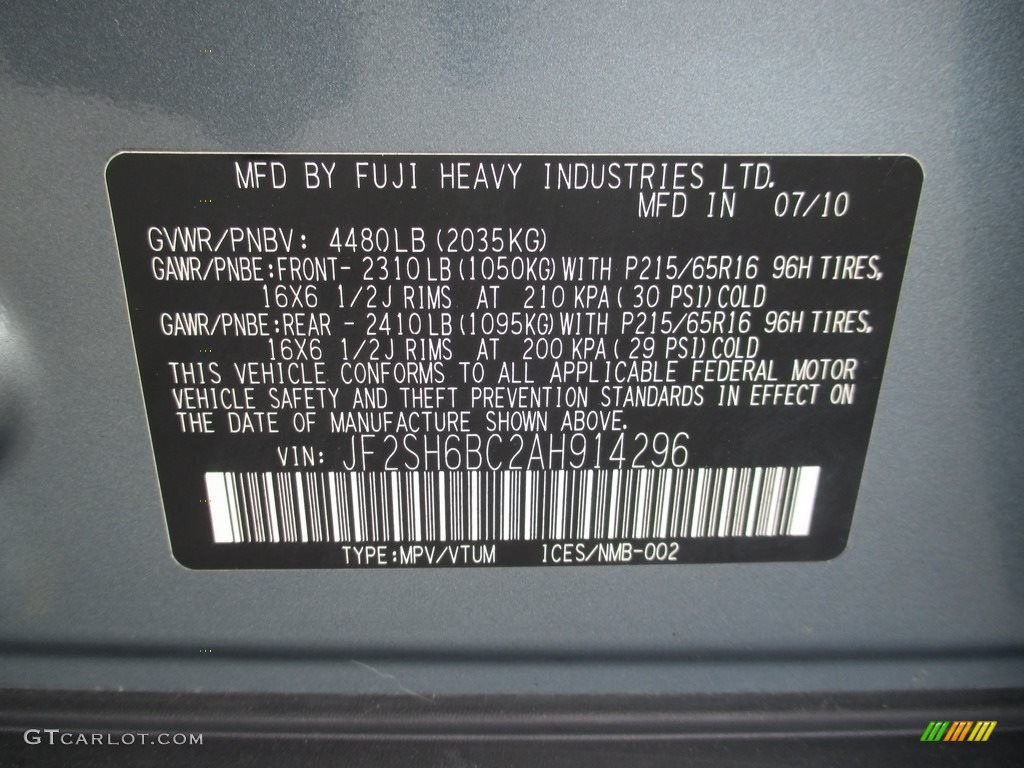 MFD BY FUJI HEAVY INDUSTRIES LTD.
MFD IN 07/10
GVWR/PNBV: 4480LB(2035KG)
GAWR/PNBE:FRONT- 2310LB(1050KG)WITH P215/65R16 96H TIRES,
16X6 1/2J RIMS AT 210 KPA(30 PSI)COLD
GAWR/PNBE:REAR - 2410LB(1095KG)WITH P215/65R16 96H TIRES,
16X6 1/2J RIMS AT 200 KPA(29 PSI)COLD
THIS VEHICLE CONFORMS TO ALL APPLICABLE FEDERAL MOTOR
VEHICLE SAFETY AND THEFT PREVENTION STANDARDS IN EFFECT ON
THE DATE OF MANUFACTURE SHOWN ABOVE.
VIN: JF2SH6BC2AH914296
TYPE:MPV/VTUM ICES/NMB-002
GTCARLOT.COM